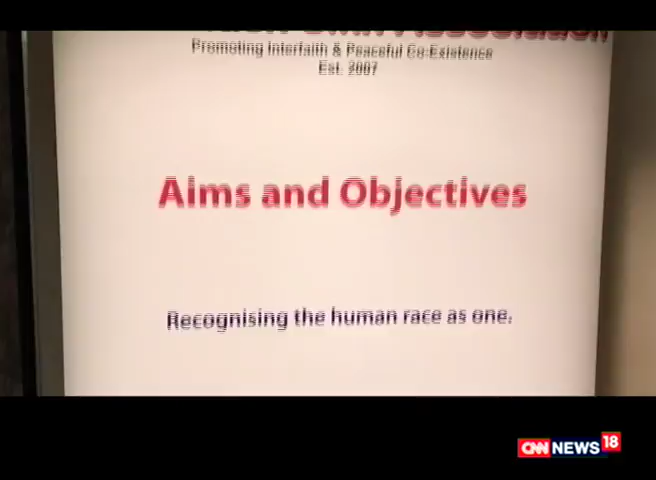 Association
Promoting Interfaith & Peaceful Co-Existence
Est. 2007
Aims and Objectives
Recognising the human race as one.
CNN NEWS 18